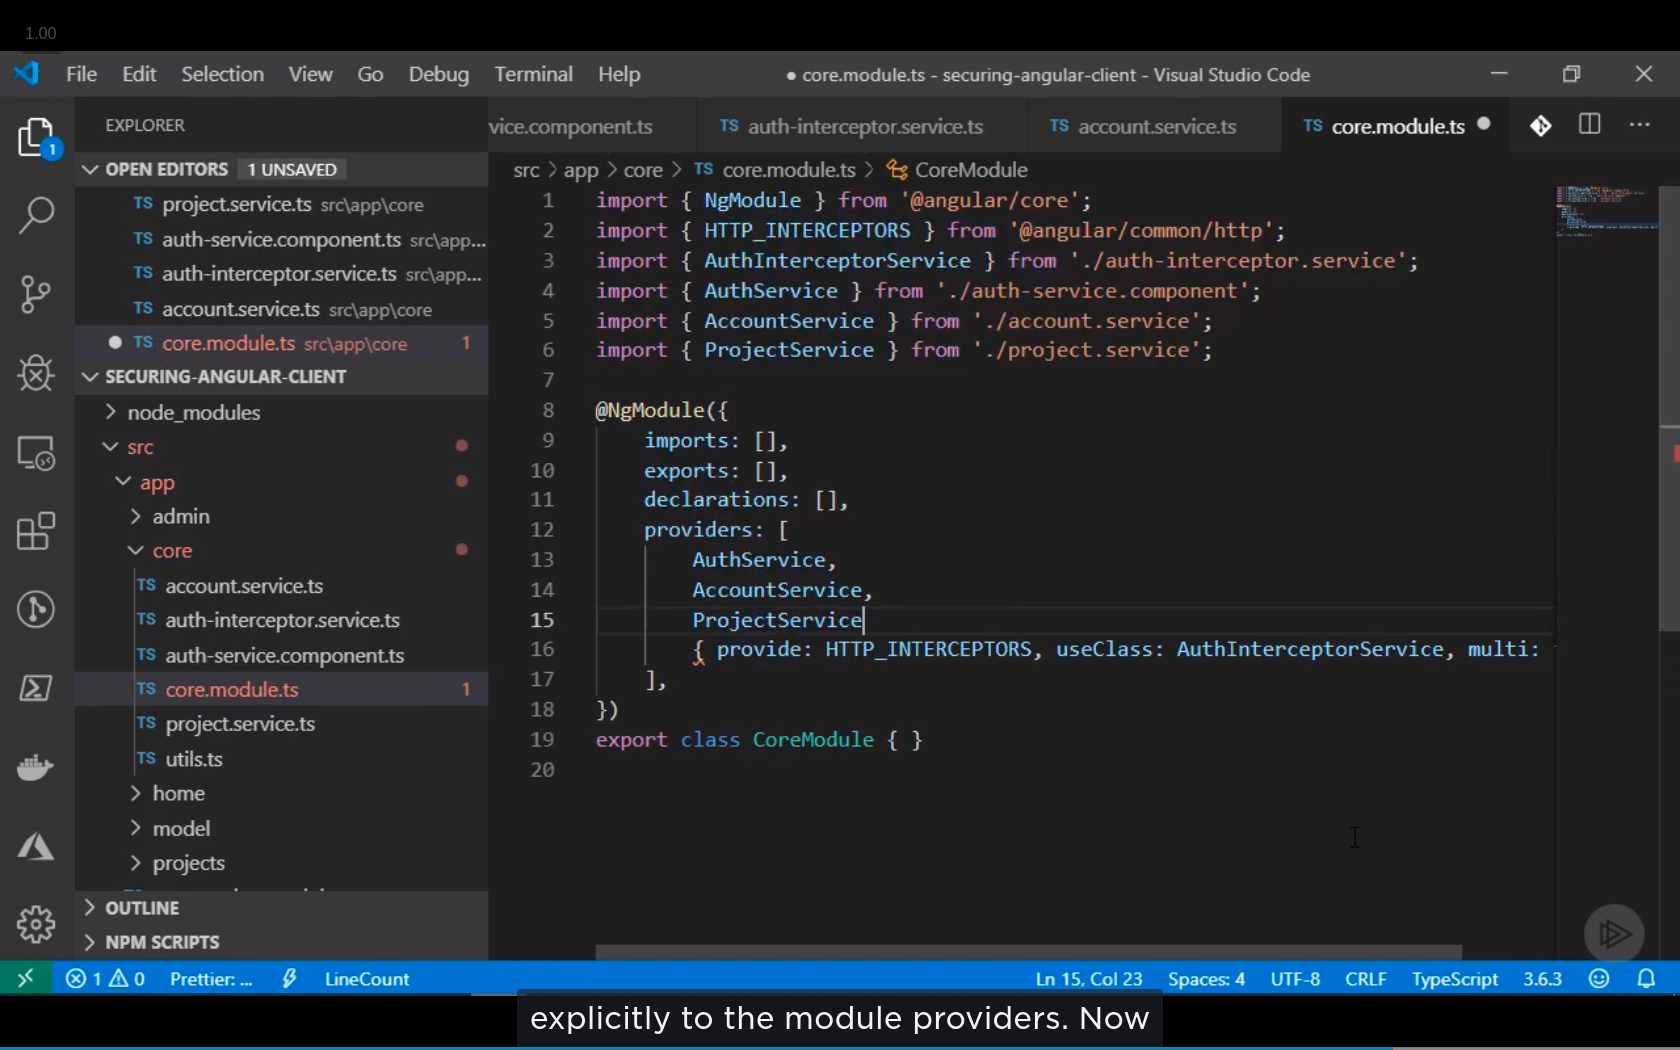 1.00
File Edit Selection View Go Debug Terminal Help
● core.module.ts - securing-angular-client - Visual Studio Code
EXPLORER
1
OPEN EDITORS 1 UNSAVED
TS project.service.ts src\app\core
TS auth-service.component.ts src\app...
TS auth-interceptor.service.ts src\app...
TS account.service.ts src\app\core
TS core.module.ts src\app\core 1
SECURING-ANGULAR-CLIENT
node_modules
src
app
admin
core
TS account.service.ts
TS auth-interceptor.service.ts
TS auth-service.component.ts
TS core.module.ts 1
TS project.service.ts
TS utils.ts
home
model
projects
OUTLINE
NPM SCRIPTS
vice.component.ts TS auth-interceptor.service.ts TS account.service.ts TS core.module.ts
src > app > core > TS core.module.ts > CoreModule
1 import { NgModule } from '@angular/core';
2 import { HTTP_INTERCEPTORS } from '@angular/common/http';
3 import { AuthInterceptorService } from './auth-interceptor.service';
4 import { AuthService } from './auth-service.component';
5 import { AccountService } from './account.service';
6 import { ProjectService } from './project.service';
7
8 @NgModule({
9 imports: [],
10 exports: [],
11 declarations: [],
12 providers: [
13 AuthService,
14 AccountService,
15 ProjectService
16 { provide: HTTP_INTERCEPTORS, useClass: AuthInterceptorService, multi:
17 ],
18 })
19 export class CoreModule { }
20
1 0 Prettier: ... LineCount Ln 15, Col 23 Spaces: 4 UTF-8 CRLF TypeScript 3.6.3
explicitly to the module providers. Now